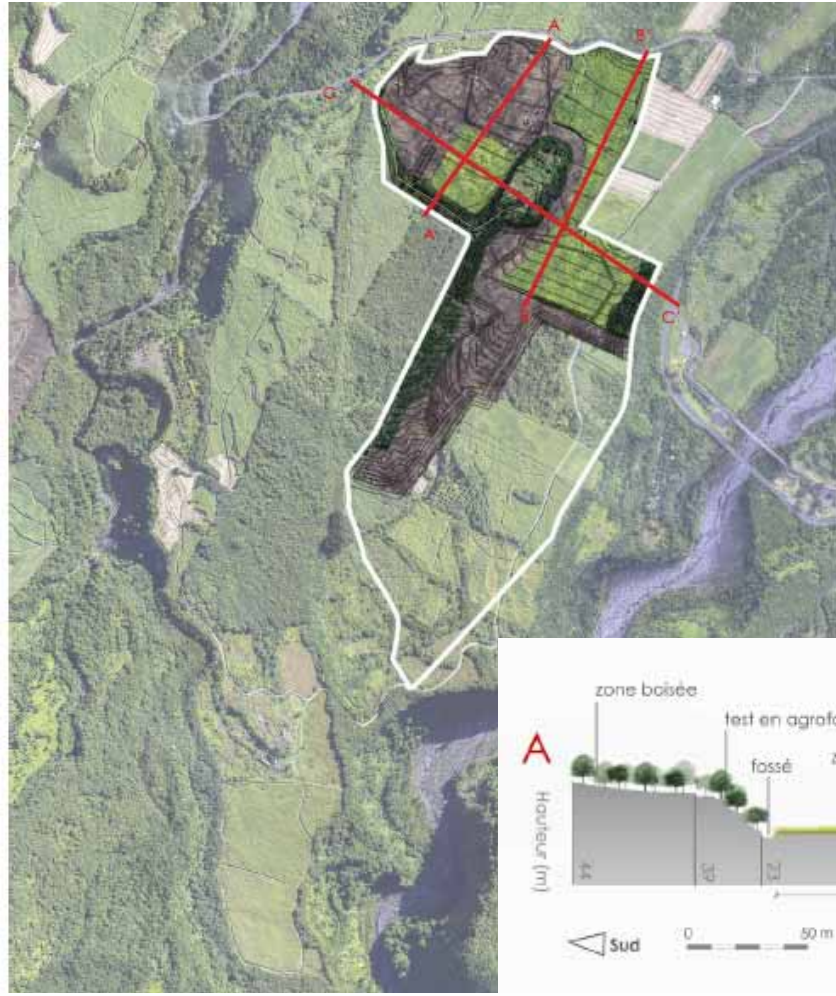 A'
B'
A
C
zone boisée
test en agrofo
A
fossé
Hauteur (m)
44
39
23
Sud
0
50 m